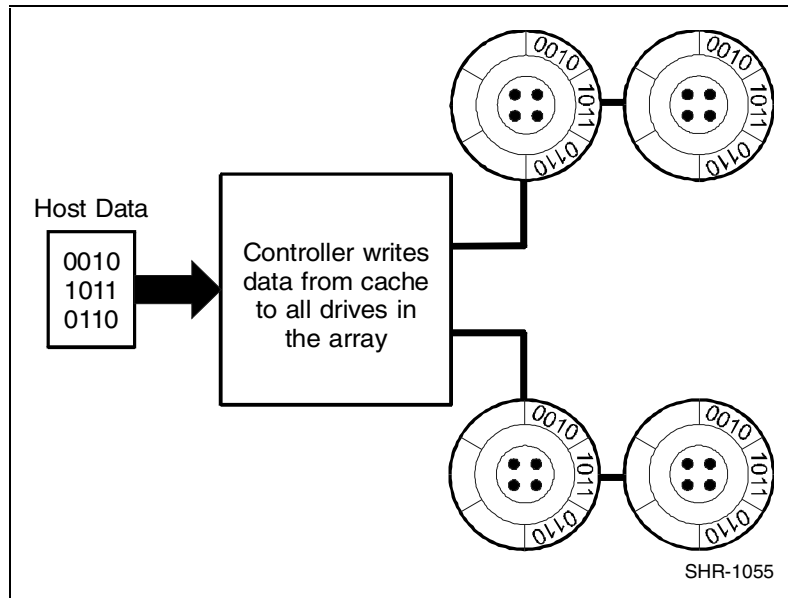 Host Data
0010
1011
0110
Controller writes
data from cache
to all drives in
the array
0010
1011
0110
0010
1011
0110
0010
1011
0110
0010
1011
0110
SHR-1055